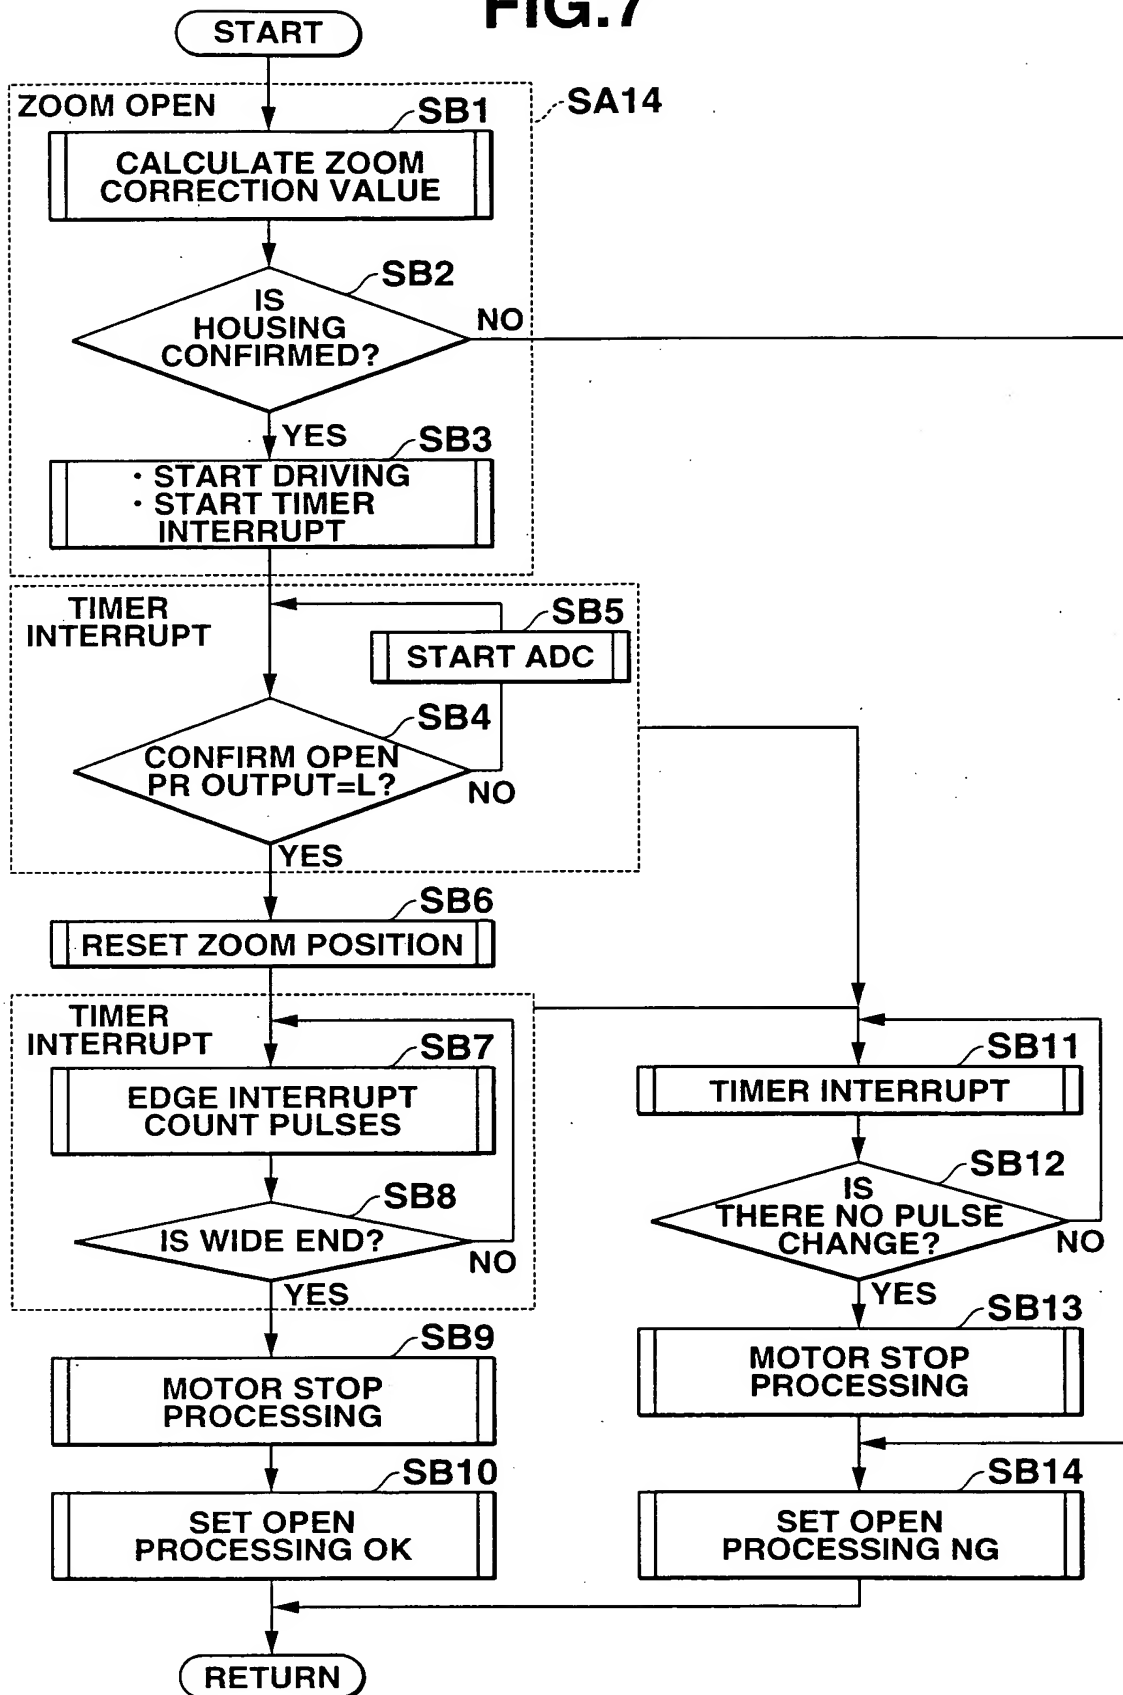 FIG.7
START
ZOOM OPEN
SA14
SB1
CALCULATE ZOOM
CORRECTION VALUE
SB2
IS
HOUSING
CONFIRMED?
NO
YES
SB3
· START DRIVING
· START TIMER
INTERRUPT
TIMER
INTERRUPT
SB5
START ADC
SB4
CONFIRM OPEN
PR OUTPUT=L?
NO
YES
SB6
RESET ZOOM POSITION
TIMER
INTERRUPT
SB7
EDGE INTERRUPT
COUNT PULSES
SB8
IS WIDE END?
NO
YES
SB9
MOTOR STOP
PROCESSING
SB10
SET OPEN
PROCESSING OK
SB11
TIMER INTERRUPT
SB12
IS
THERE NO PULSE
CHANGE?
NO
YES
SB13
MOTOR STOP
PROCESSING
SB14
SET OPEN
PROCESSING NG
RETURN